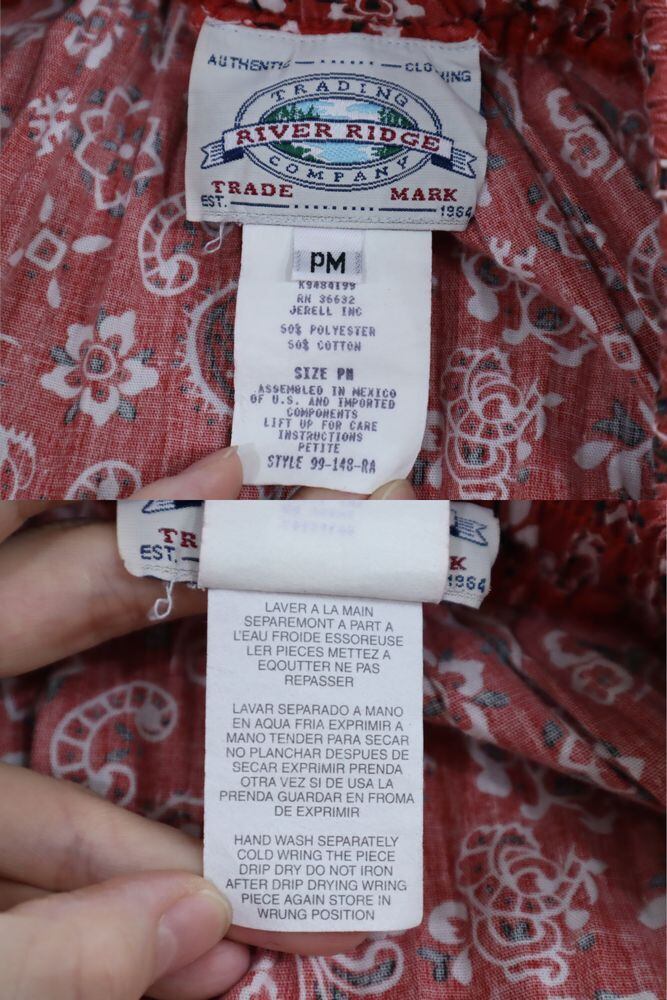 AUTHENTIC CLOTHING
TRADING
RIVER RIDGE
COMPANY
TRADE MARK
EST. 1964
PM
K9484199
RN 36632
JERELL INC
50% POLYESTER
50% COTTON
SIZE PM
ASSEMBLED IN MEXICO
OF U.S. AND IMPORTED
COMPONENTS
LIFT UP FOR CARE
INSTRUCTIONS
PETITE
STYLE 99-148-RA
TR K
EST. 1964
LAVER A LA MAIN
SEPAREMONT A PART A
L'EAU FROIDE ESSOREUSE
LER PIECES METTEZ A
EQOUTTER NE PAS
REPASSER
LAVAR SEPARADO A MANO
EN AQUA FRIA EXPRIMIR A
MANO TENDER PARA SECAR
NO PLANCHAR DESPUES DE
SECAR EXPRIMIR PRENDA
OTRA VEZ SI DE USA LA
PRENDA GUARDAR EN FROMA
DE EXPRIMIR
HAND WASH SEPARATELY
COLD WRING THE PIECE
DRIP DRY DO NOT IRON
AFTER DRIP DRYING WRING
PIECE AGAIN STORE IN
WRUNG POSITION